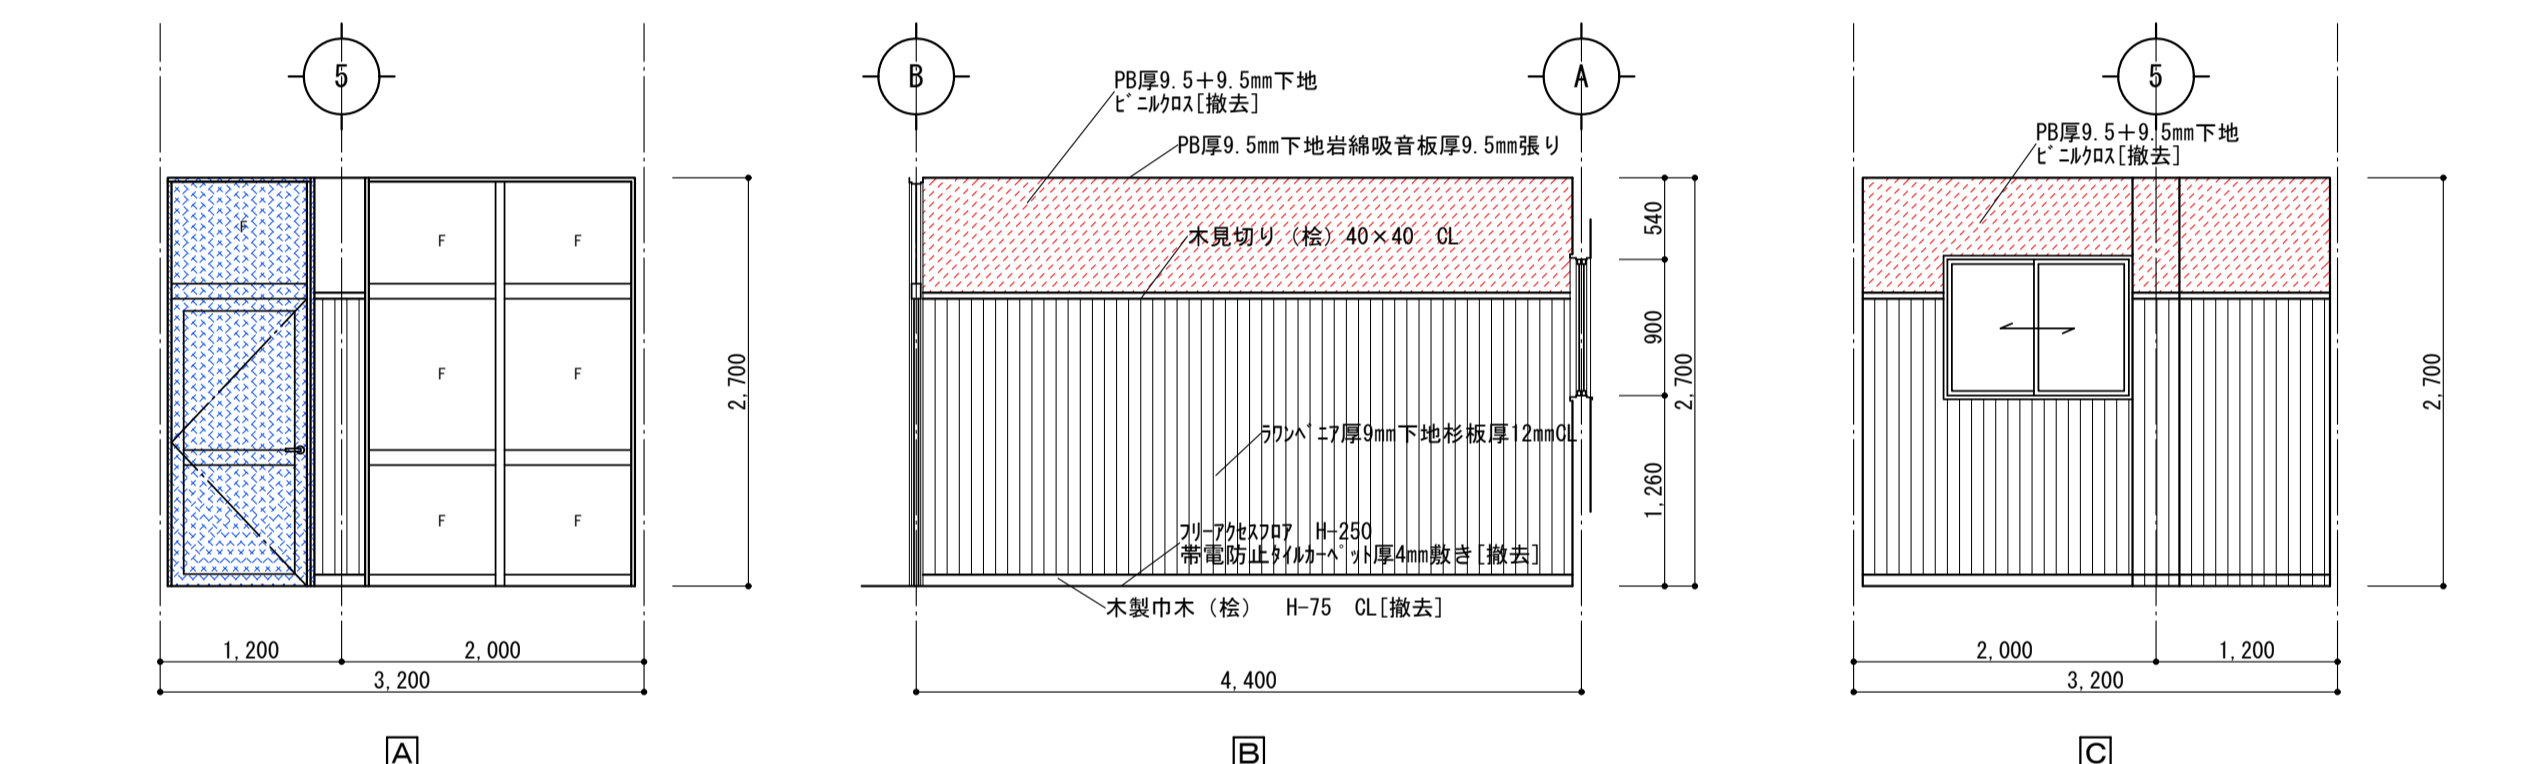 5
F
F
F
F
F
F
F
2,700
1,200
2,000
3,200
A
B
A
PB厚9.5+9.5mm下地
ビニルクロス[撤去]
PB厚9.5mm下地岩綿吸音板厚9.5mm張り
木見切り（桧）40×40 CL
ラワンベニア厚9mm下地杉板厚12mmCL
フリーアクセスフロア H-250
帯電防止タイルカーペット厚4mm敷き[撤去]
木製巾木（桧） H-75 CL[撤去]
540
900
1,260
2,700
4,400
B
5
PB厚9.5+9.5mm下地
ビニルクロス[撤去]
2,700
2,000
1,200
3,200
C